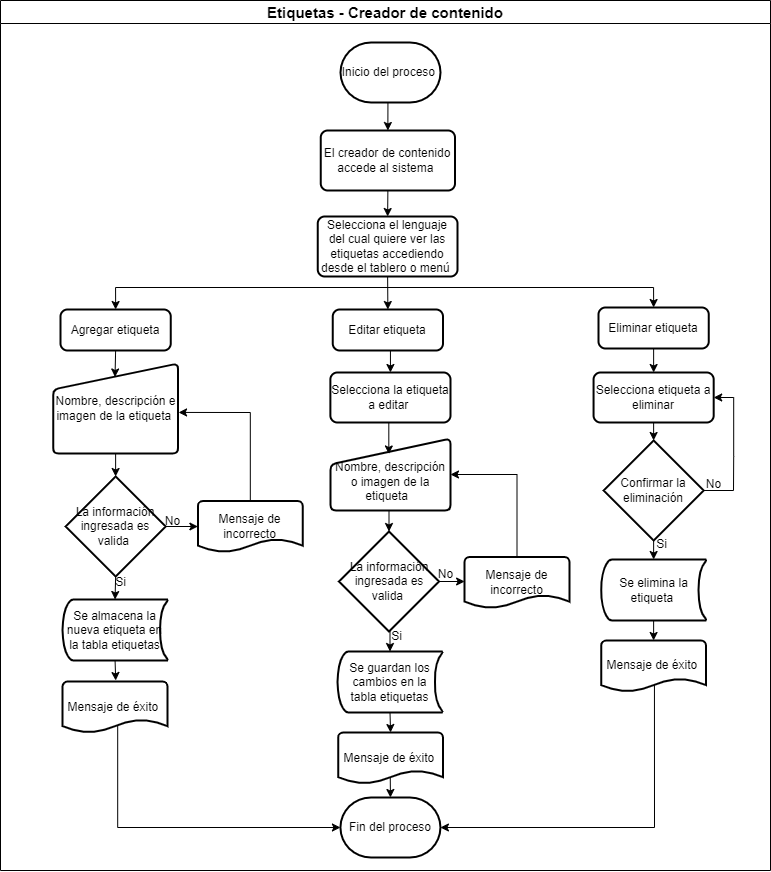 Etiquetas - Creador de contenido
Inicio del proceso
El creador de contenido
accede al sistema
Selecciona el lenguaje
del cual quiere ver las
etiquetas accediendo
desde el tablero o menú
Agregar etiqueta
Nombre, descripción e
imagen de la etiqueta
La información
ingresada es
valida
No
Mensaje de
incorrecto
Si
Se almacena la
nueva etiqueta en
la tabla etiquetas
Mensaje de éxito
Editar etiqueta
Selecciona la etiqueta
a editar
Nombre, descripción
o imagen de la
etiqueta
La información
ingresada es
valida
No
Mensaje de
incorrecto
Si
Se guardan los
cambios en la
tabla etiquetas
Mensaje de éxito
Eliminar etiqueta
Selecciona etiqueta a
eliminar
Confirmar la
eliminación
No
Si
Se elimina la
etiqueta
Mensaje de éxito
Fin del proceso